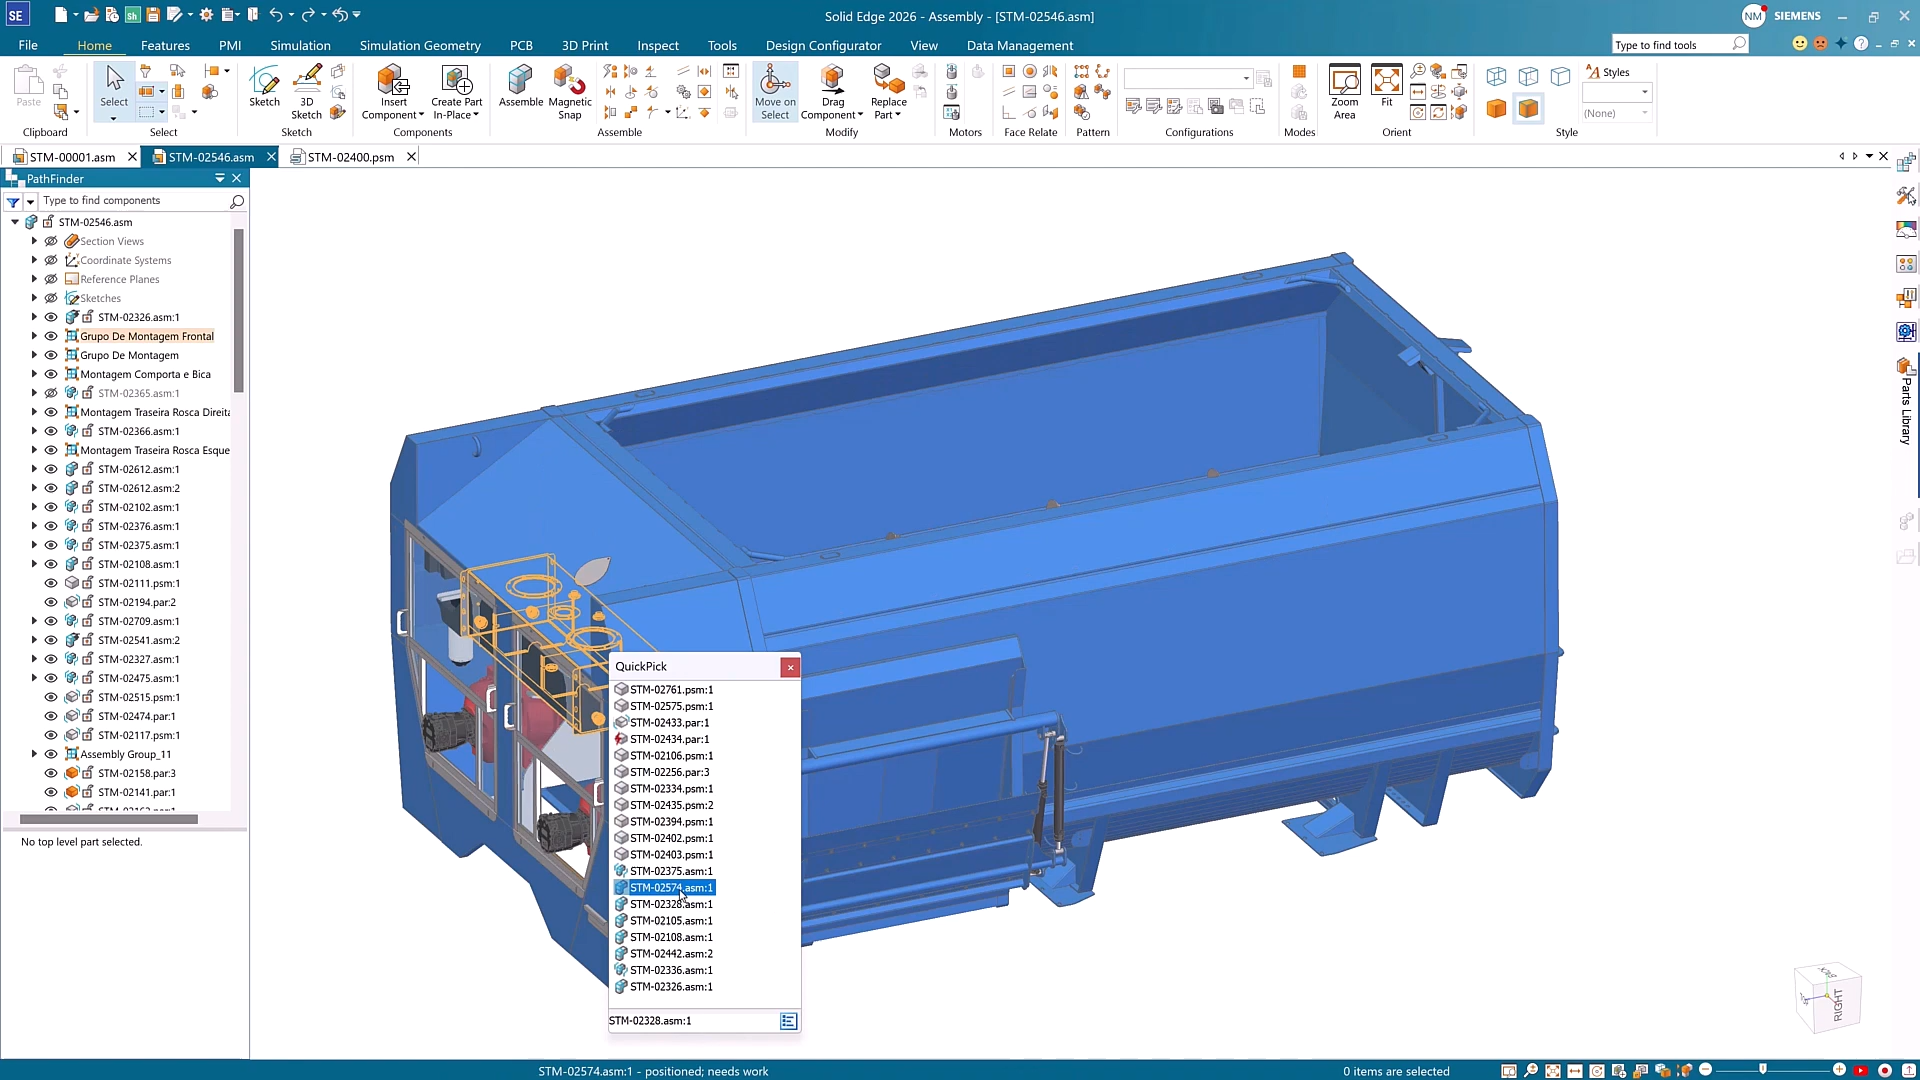 SE
Sh
Solid Edge 2026 - Assembly - [STM-02546.asm]
NM
SIEMENS
File
Home
Features
PMI
Simulation
Simulation Geometry
PCB
3D Print
Inspect
Tools
Design Configurator
View
Data Management
Type to find tools
Paste
Clipboard
Select
Select
Sketch
3D Sketch
Sketch
Insert Component
Create Part In-Place
Components
Assemble
Magnetic Snap
Assemble
Move on Select
Drag Component
Replace Part
Modify
Motors
Face Relate
Pattern
Configurations
Modes
Zoom Area
Fit
Orient
Styles
(None)
Style
STM-00001.asm
STM-02546.asm
STM-02400.psm
PathFinder
Type to find components
STM-02546.asm
Section Views
Coordinate Systems
Reference Planes
Sketches
STM-02326.asm:1
Grupo De Montagem Frontal
Grupo De Montagem
Montagem Comporta e Bica
STM-02365.asm:1
Montagem Traseira Rosca Direita
STM-02366.asm:1
Montagem Traseira Rosca Esque
STM-02612.asm:1
STM-02612.asm:2
STM-02102.asm:1
STM-02376.asm:1
STM-02375.asm:1
STM-02108.asm:1
STM-02111.psm:1
STM-02194.par:2
STM-02709.asm:1
STM-02541.asm:2
STM-02327.asm:1
STM-02475.asm:1
STM-02515.psm:1
STM-02474.par:1
STM-02117.psm:1
Assembly Group_11
STM-02158.par:3
STM-02141.par:1
No top level part selected.
QuickPick
STM-02761.psm:1
STM-02575.psm:1
STM-02433.par:1
STM-02434.par:1
STM-02106.psm:1
STM-02256.par:3
STM-02334.psm:1
STM-02435.psm:2
STM-02394.psm:1
STM-02402.psm:1
STM-02403.psm:1
STM-02375.asm:1
STM-02574.asm:1
STM-02328.asm:1
STM-02105.asm:1
STM-02108.asm:1
STM-02442.asm:2
STM-02336.asm:1
STM-02326.asm:1
STM-02328.asm:1
Parts Library
BACK
RIGHT
STM-02574.asm:1 - positioned; needs work
0 items are selected